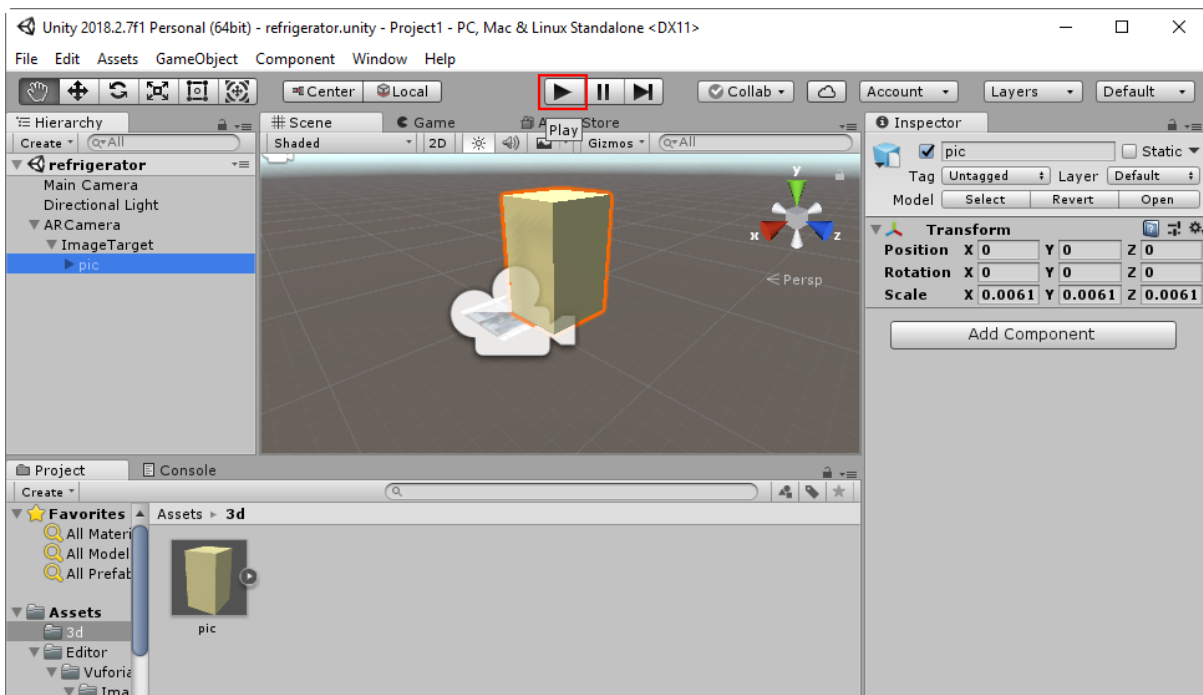 Unity 2018.2.7f1 Personal (64bit) - refrigerator.unity - Project1 - PC, Mac & Linux Standalone <DX11>
File Edit Assets GameObject Component Window Help
Center Local Collab Account Layers Default
Hierarchy
Create All
refrigerator
Main Camera
Directional Light
ARCamera
ImageTarget
pic
Scene Game A Store
Play
Shaded 2D Gizmos All
y
x z
Persp
Inspector
pic Static
Tag Untagged Layer Default
Model Select Revert Open
Transform
Position X 0 Y 0 Z 0
Rotation X 0 Y 0 Z 0
Scale X 0.0061 Y 0.0061 Z 0.0061
Add Component
Project Console
Create
Favorites
All Materi
All Model
All Prefab
Assets
3d
Editor
Vuforia
Ima
Assets 3d
pic